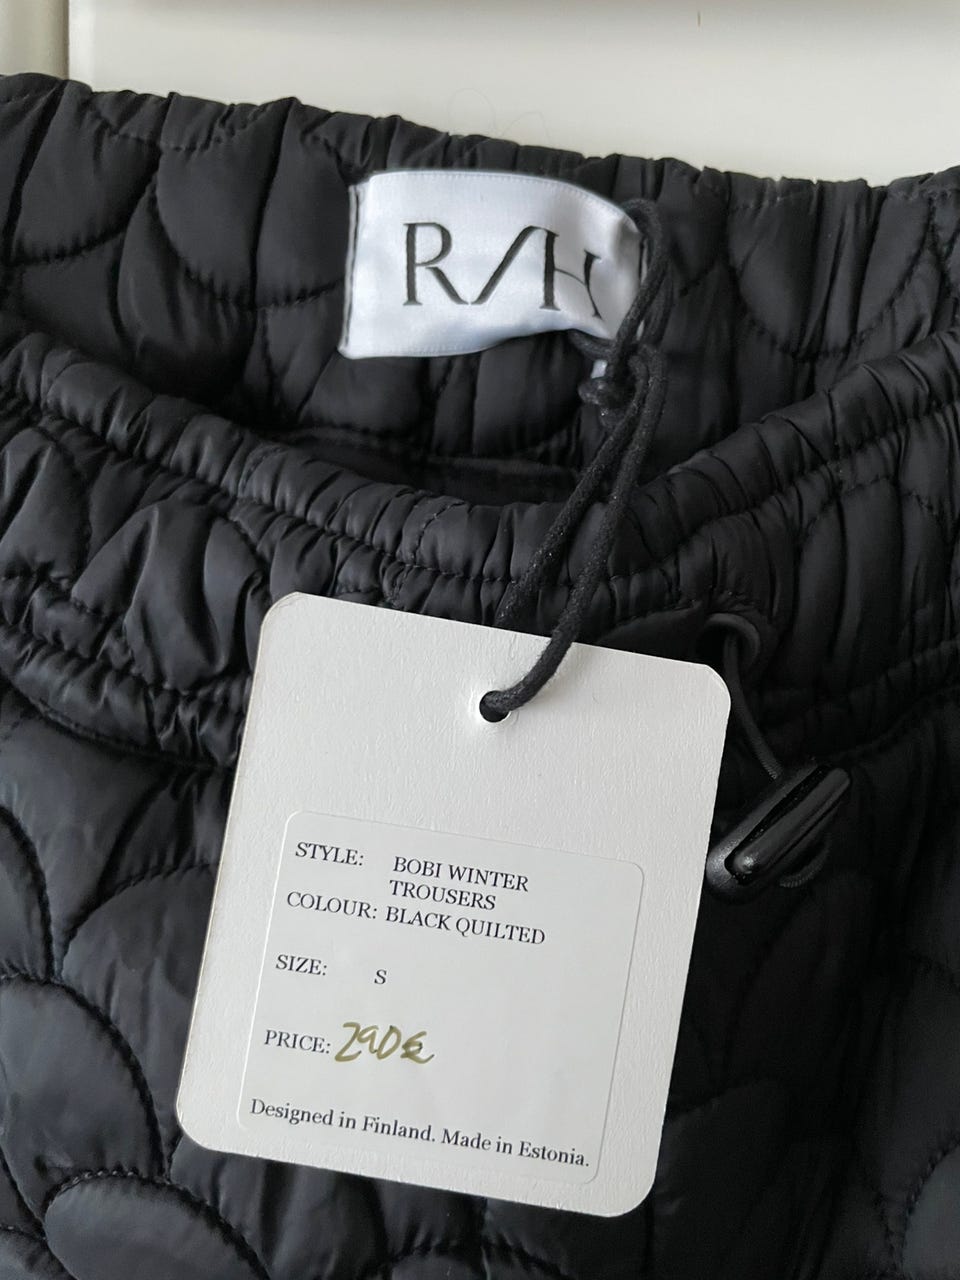 R/H
STYLE: BOBI WINTER
TROUSERS
COLOUR: BLACK QUILTED
SIZE: S
PRICE: 290€
Designed in Finland. Made in Estonia.